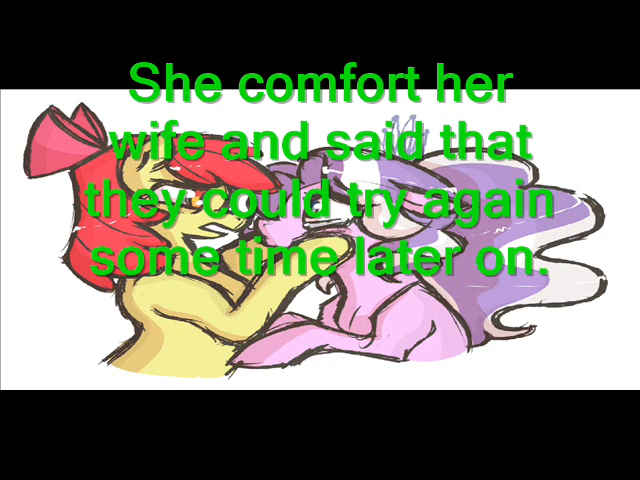 She comfort her
wife and said that
they could try again
some time later on.